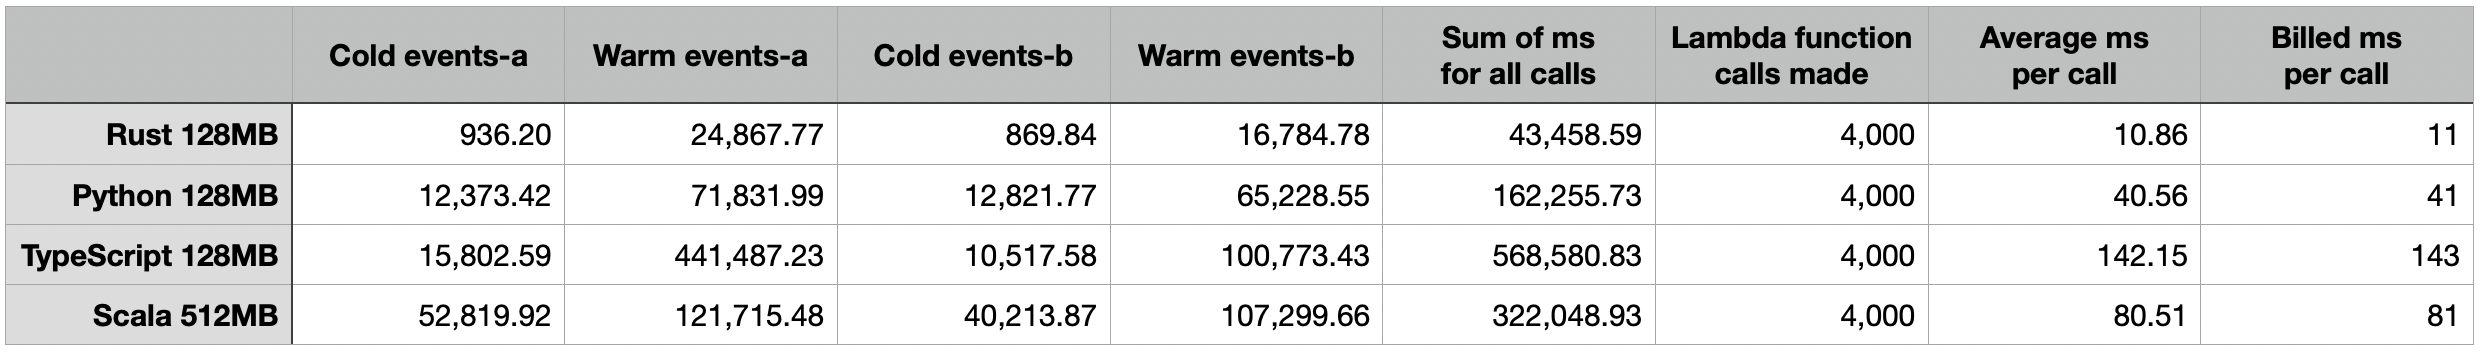 Cold events-a Warm events-a Cold events-b Warm events-b Sum of ms for all calls Lambda function calls made Average ms per call Billed ms per call
Rust 128MB 936.20 24,867.77 869.84 16,784.78 43,458.59 4,000 10.86 11
Python 128MB 12,373.42 71,831.99 12,821.77 65,228.55 162,255.73 4,000 40.56 41
TypeScript 128MB 15,802.59 441,487.23 10,517.58 100,773.43 568,580.83 4,000 142.15 143
Scala 512MB 52,819.92 121,715.48 40,213.87 107,299.66 322,048.93 4,000 80.51 81